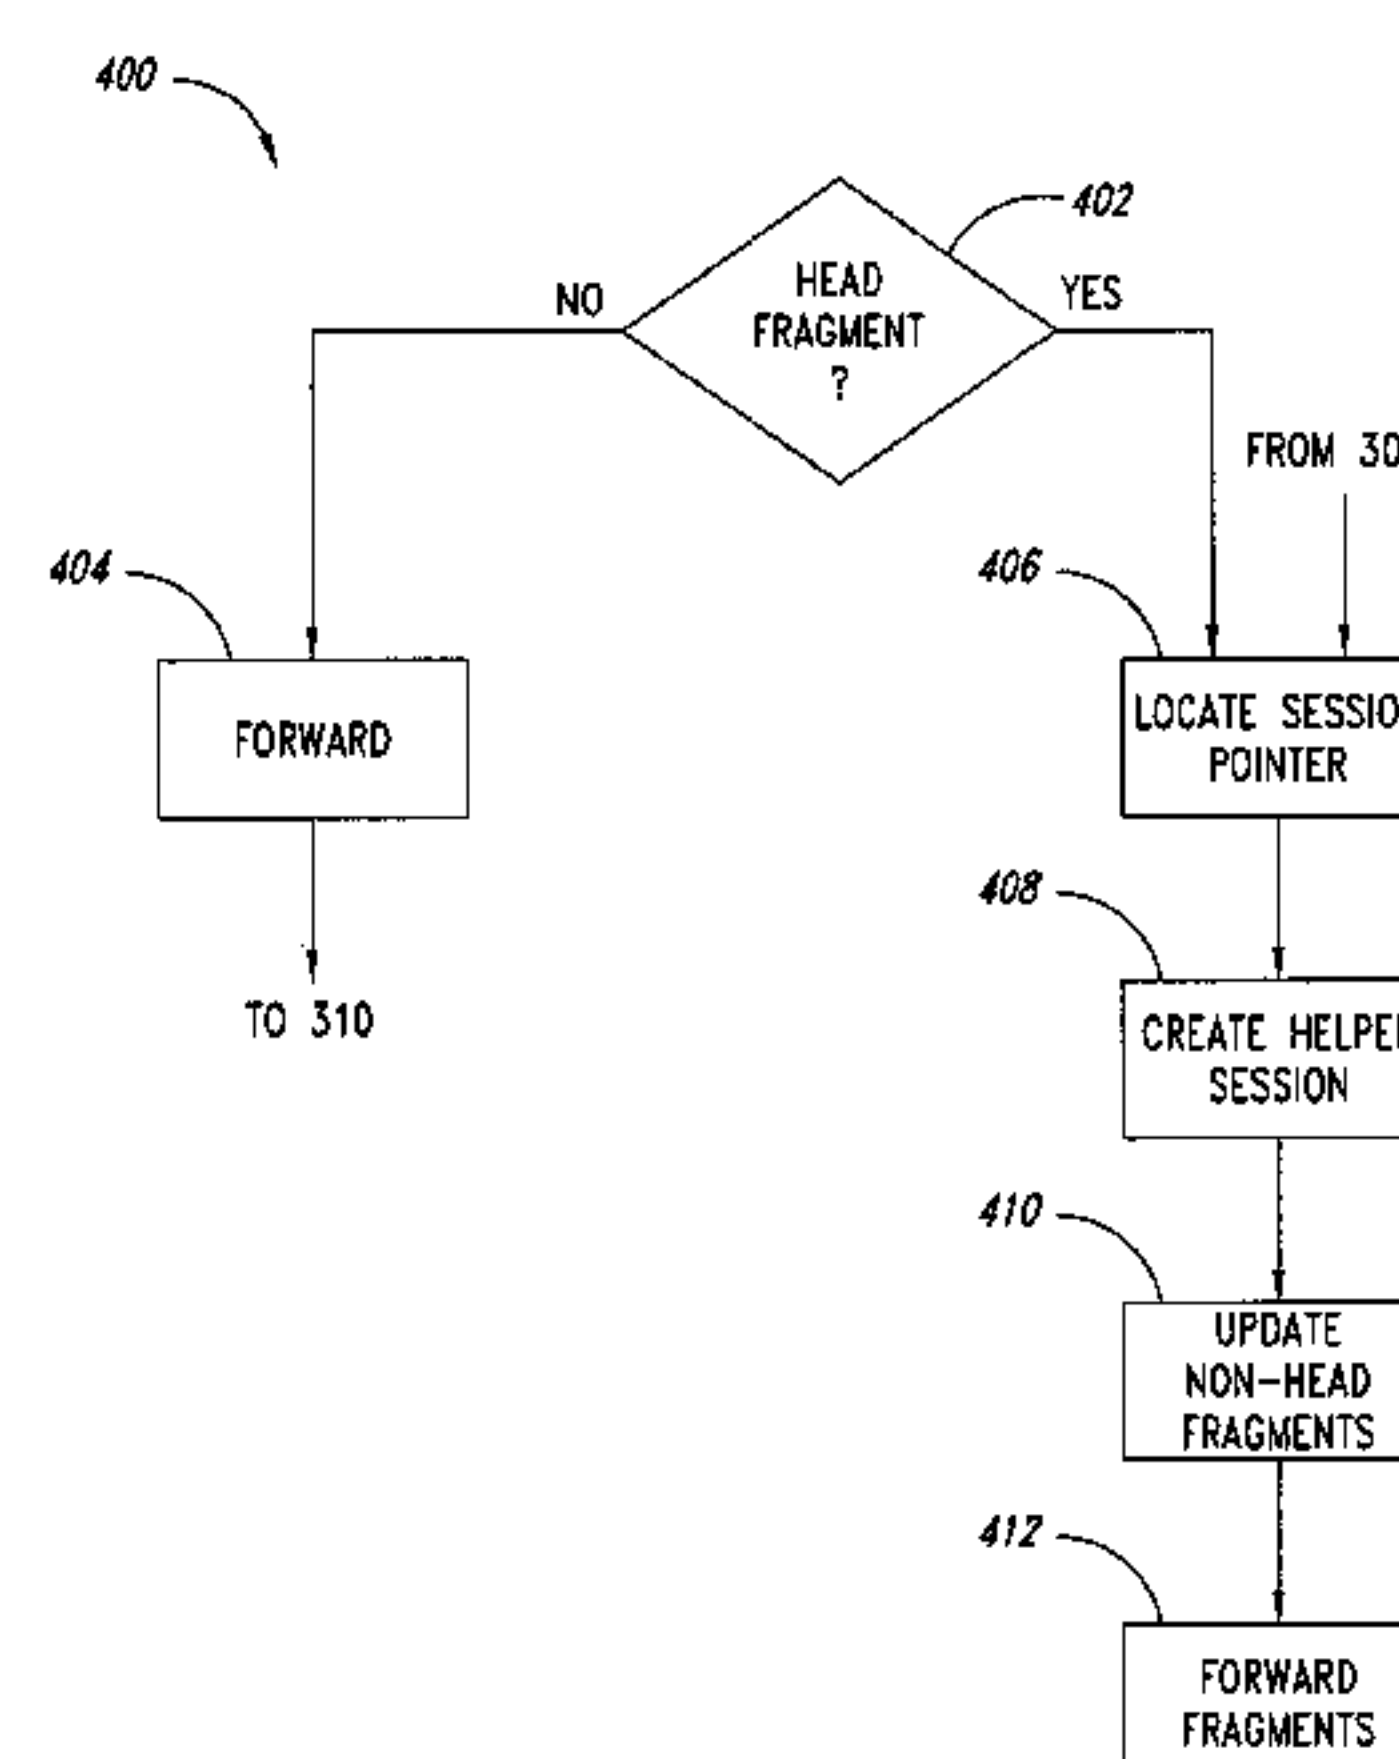 400
402
HEAD
FRAGMENT
?
NO
YES
FROM
406
404
LOCATE
POINTER
FORWARD
408
TO 310
CREATE
SESSION
410
UPDATE
NON-HEAD
FRAGMENTS
412
FORWARD
FRAGMENTS